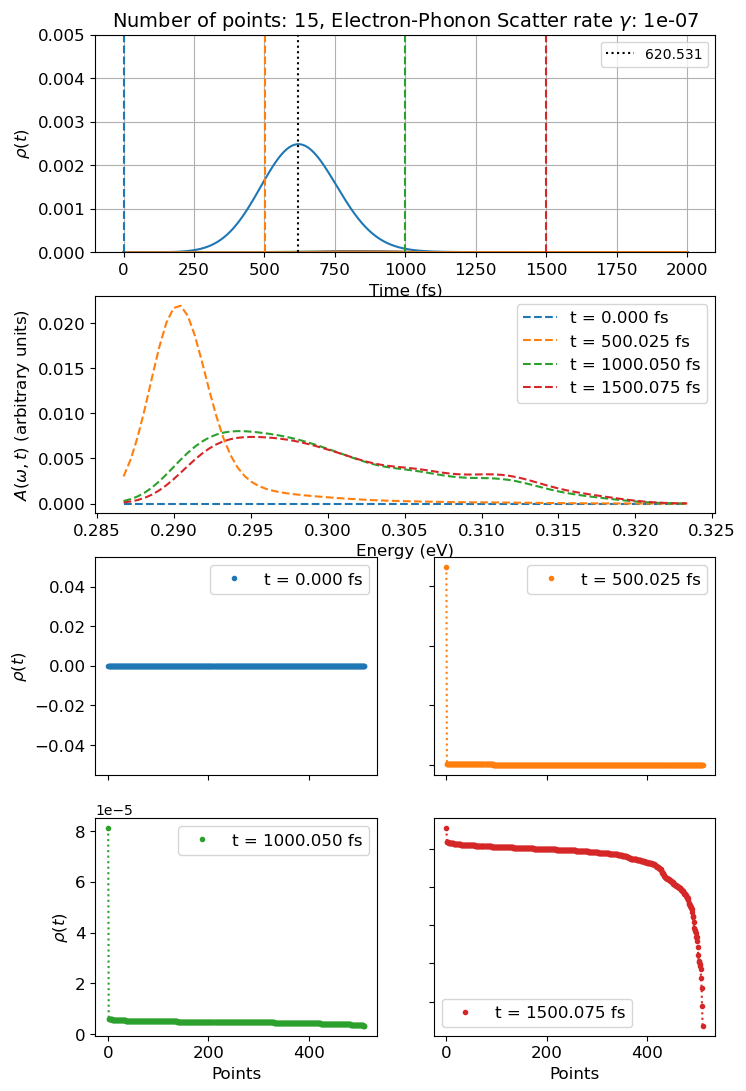 Number of points: 15, Electron-Phonon Scatter rate γ: 1e-07
0.005
0.004
0.003
0.002
0.001
0.000
ρ(t)
620.531
0 250 500 750 1000 1250 1500 1750 2000
Time (fs)
0.020
0.015
0.010
0.005
0.000
A(ω, t) (arbitrary units)
t = 0.000 fs
t = 500.025 fs
t = 1000.050 fs
t = 1500.075 fs
0.285 0.290 0.295 0.300 0.305 0.310 0.315 0.320 0.325
Energy (eV)
0.04
0.02
0.00
−0.02
−0.04
ρ(t)
t = 0.000 fs
t = 500.025 fs
1e−5
8
6
4
2
0
ρ(t)
t = 1000.050 fs
0 200 400
Points
t = 1500.075 fs
0 200 400
Points